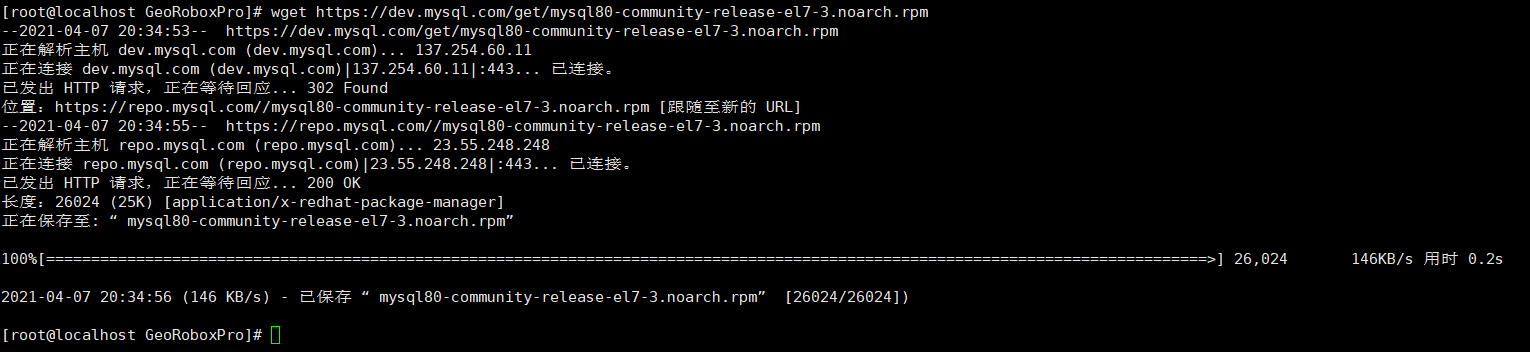 [root@localhost GeoRoboxPro]# wget https://dev.mysql.com/get/mysql80-community-release-el7-3.noarch.rpm
--2021-04-07 20:34:53--  https://dev.mysql.com/get/mysql80-community-release-el7-3.noarch.rpm
正在解析主机 dev.mysql.com (dev.mysql.com)... 137.254.60.11
正在连接 dev.mysql.com (dev.mysql.com)|137.254.60.11|:443... 已连接。
已发出 HTTP 请求，正在等待回应... 302 Found
位置：https://repo.mysql.com//mysql80-community-release-el7-3.noarch.rpm [跟随至新的 URL]
--2021-04-07 20:34:55--  https://repo.mysql.com//mysql80-community-release-el7-3.noarch.rpm
正在解析主机 repo.mysql.com (repo.mysql.com)... 23.55.248.248
正在连接 repo.mysql.com (repo.mysql.com)|23.55.248.248|:443... 已连接。
已发出 HTTP 请求，正在等待回应... 200 OK
长度：26024 (25K) [application/x-redhat-package-manager]
正在保存至: “ mysql80-community-release-el7-3.noarch.rpm”
100%[=================================================================================================================================>] 26,024       146KB/s 用时 0.2s
2021-04-07 20:34:56 (146 KB/s) - 已保存 “ mysql80-community-release-el7-3.noarch.rpm”  [26024/26024])
[root@localhost GeoRoboxPro]#